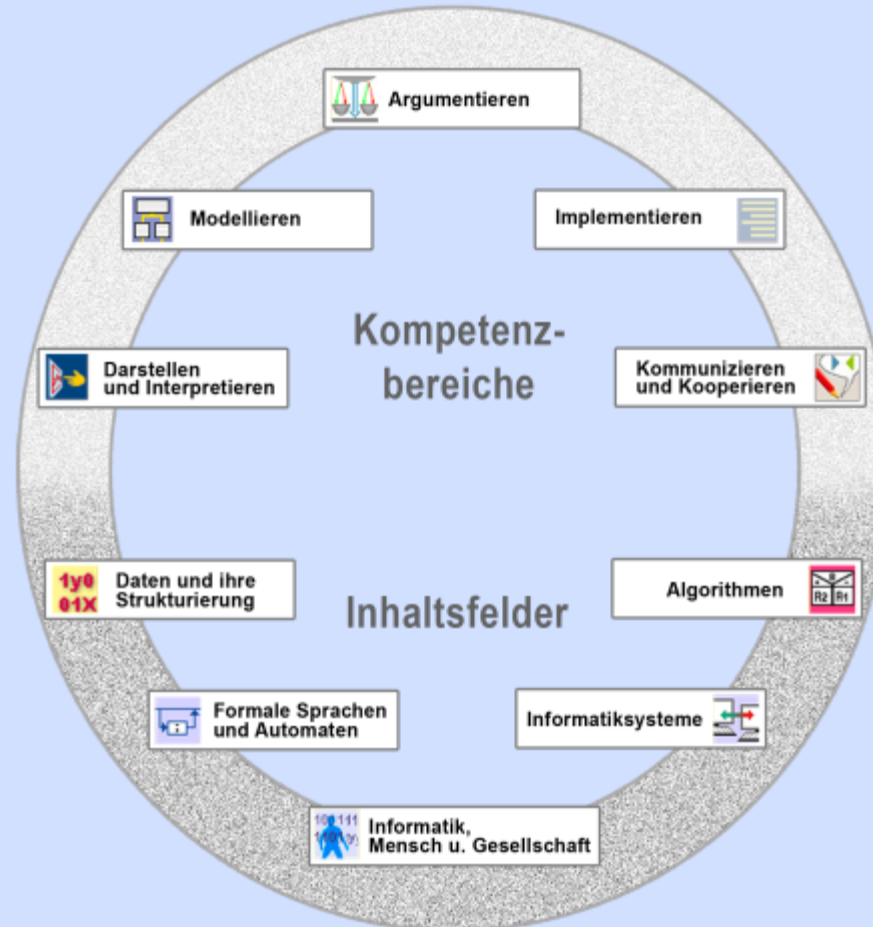 Argumentieren
Modellieren
Implementieren
Kompetenz-
bereiche
Darstellen
und Interpretieren
Kommunizieren
und Kooperieren
1y0
01X
Daten und ihre
Strukturierung
Inhaltsfelder
Algorithmen
R2 R1
Formale Sprachen
und Automaten
Informatiksysteme
Informatik,
Mensch u. Gesellschaft